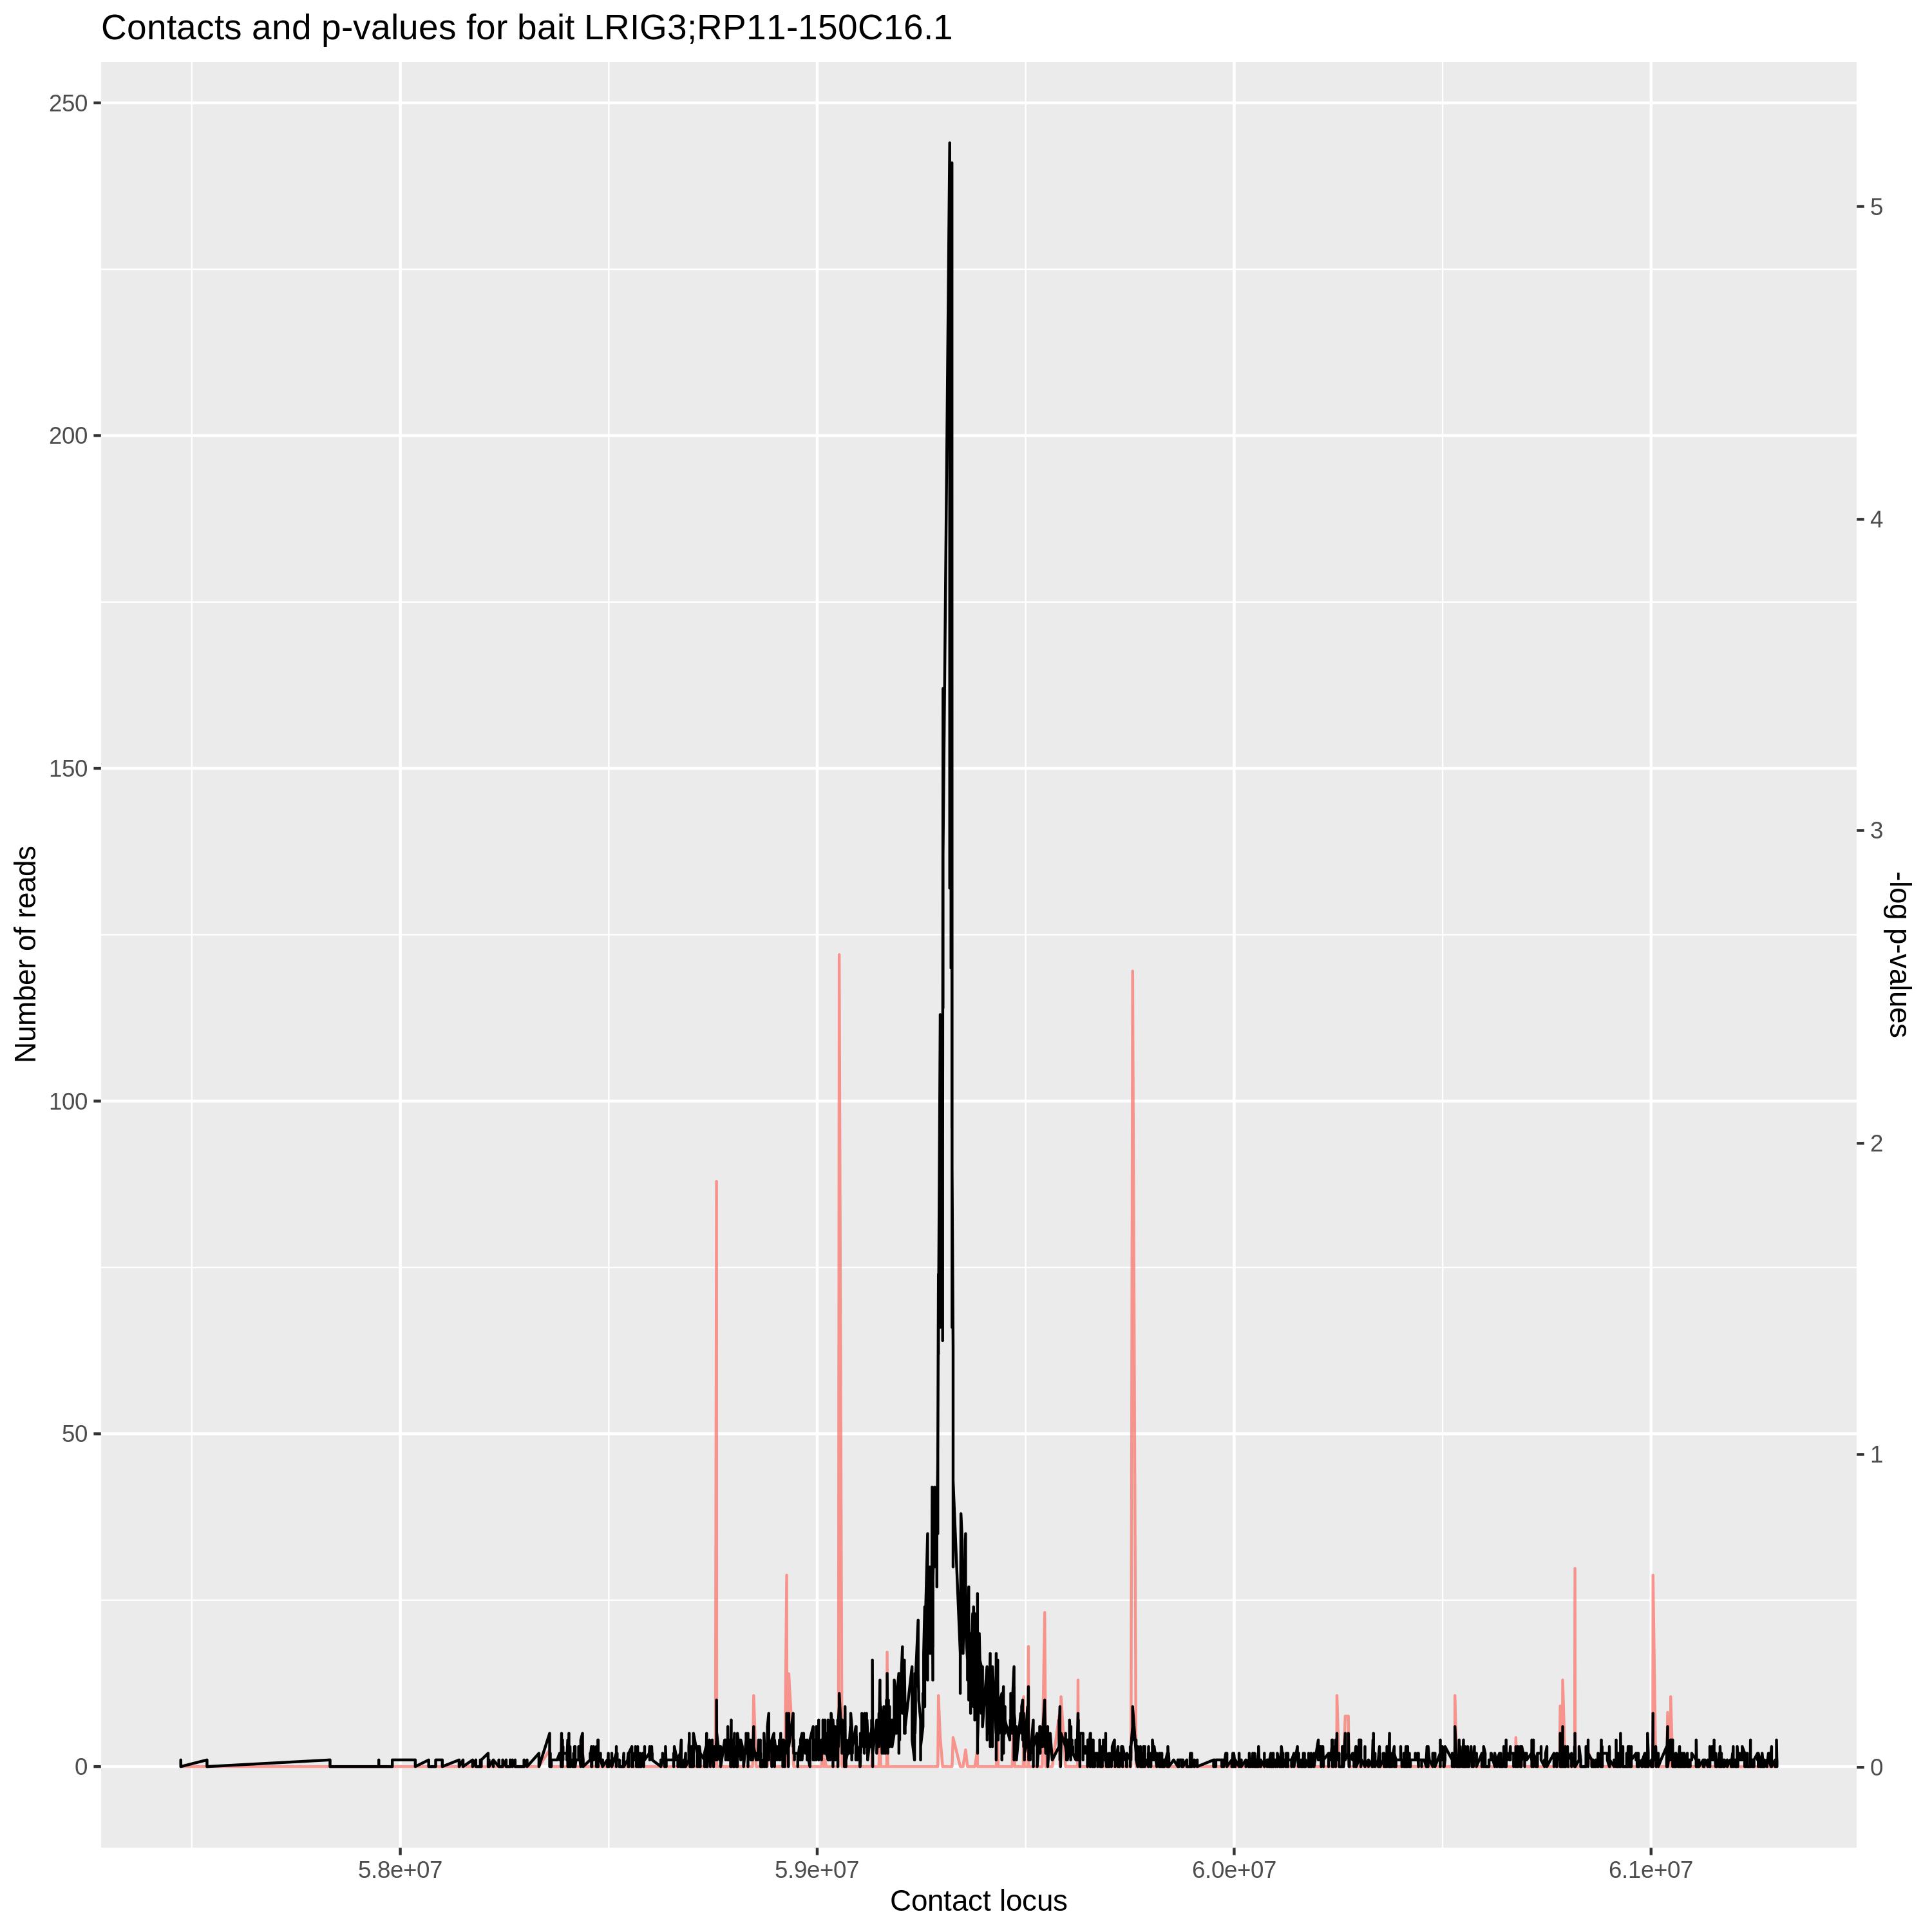 Contacts and p-values for bait LRIG3;RP11-150C16.1
250
200
150
100
50
0
Number of reads
5
4
3
2
1
0
-log p-values
5.8e+07
5.9e+07
6.0e+07
6.1e+07
Contact locus